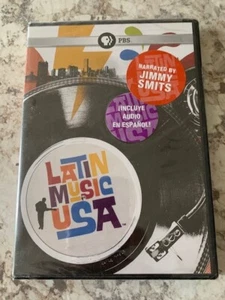 PBS
NARRATED BY
JIMMY
SMITS
¡INCLUYE
AUDIO
EN ESPAÑOL!
LATIN
MUSIC
USA